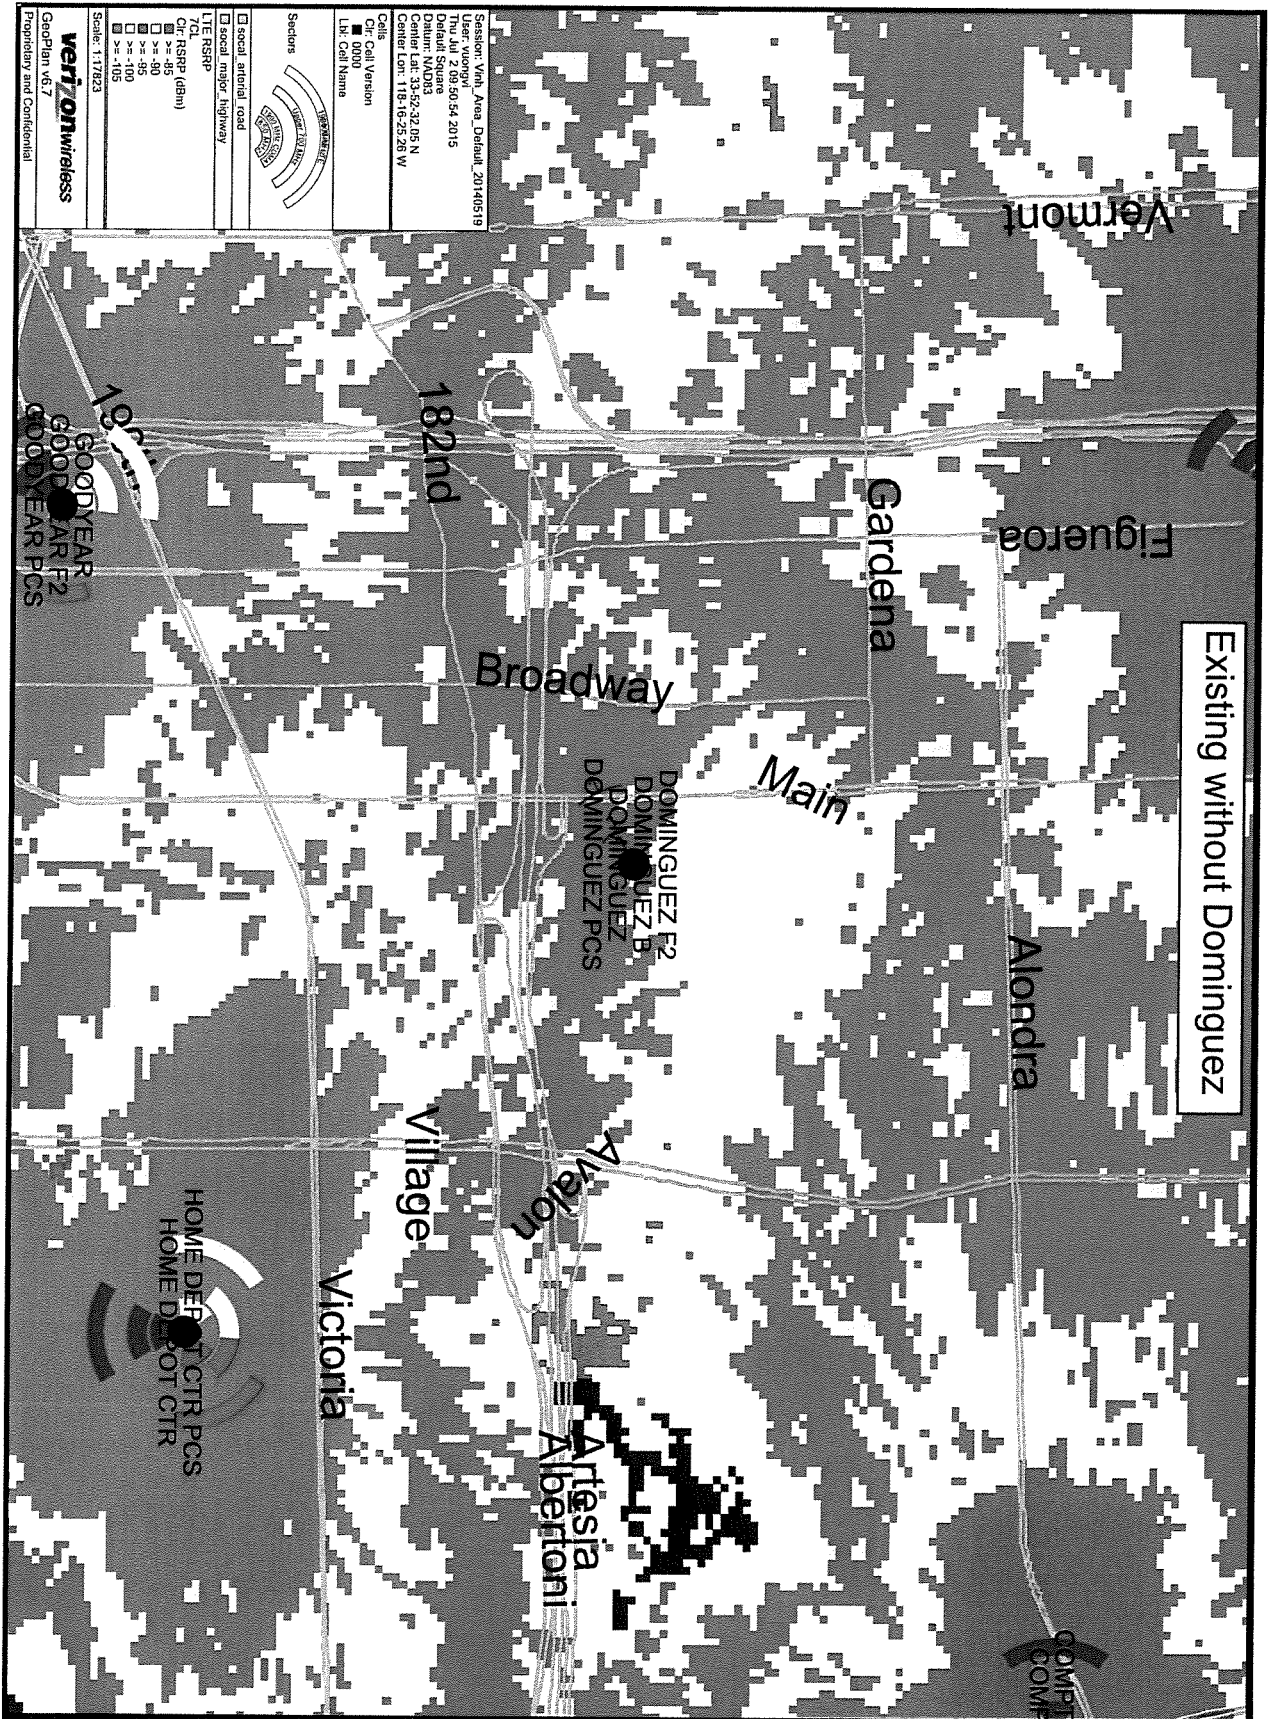 Existing without Dominguez
Vermont
Figueroa
Gardena
Alondra
182nd
Broadway
Main
DOMINGUEZ F2
DOMINGUEZ B
DOMINGUEZ
DOMINGUEZ PCS
GOODYEAR
GOODYEAR F2
GOODYEAR PCS
Village
Avalon
Victoria
HOME DEPOT CTR PCS
HOME DEPOT CTR
Artesia
Albertoni
Session: Vinh_Area_Default_20140519
User: vuongvi
Thu Jul 2 09:50:54 2015
Default Square
Datum: NAD83
Center Lat: 33-52-32.05 N
Center Lon: 118-16-25.26 W
Cells
Clr: Cell Version
0000
Lbl: Cell Name
Sectors
socal_arterial_road
socal_major_highway
LTE RSRP
7CL
Clr: RSRP (dBm)
>= -85
>= -90
>= -95
>= -100
>= -105
Scale: 1:17823
verizonwireless
GeoPlan v6.7
Proprietary and Confidential